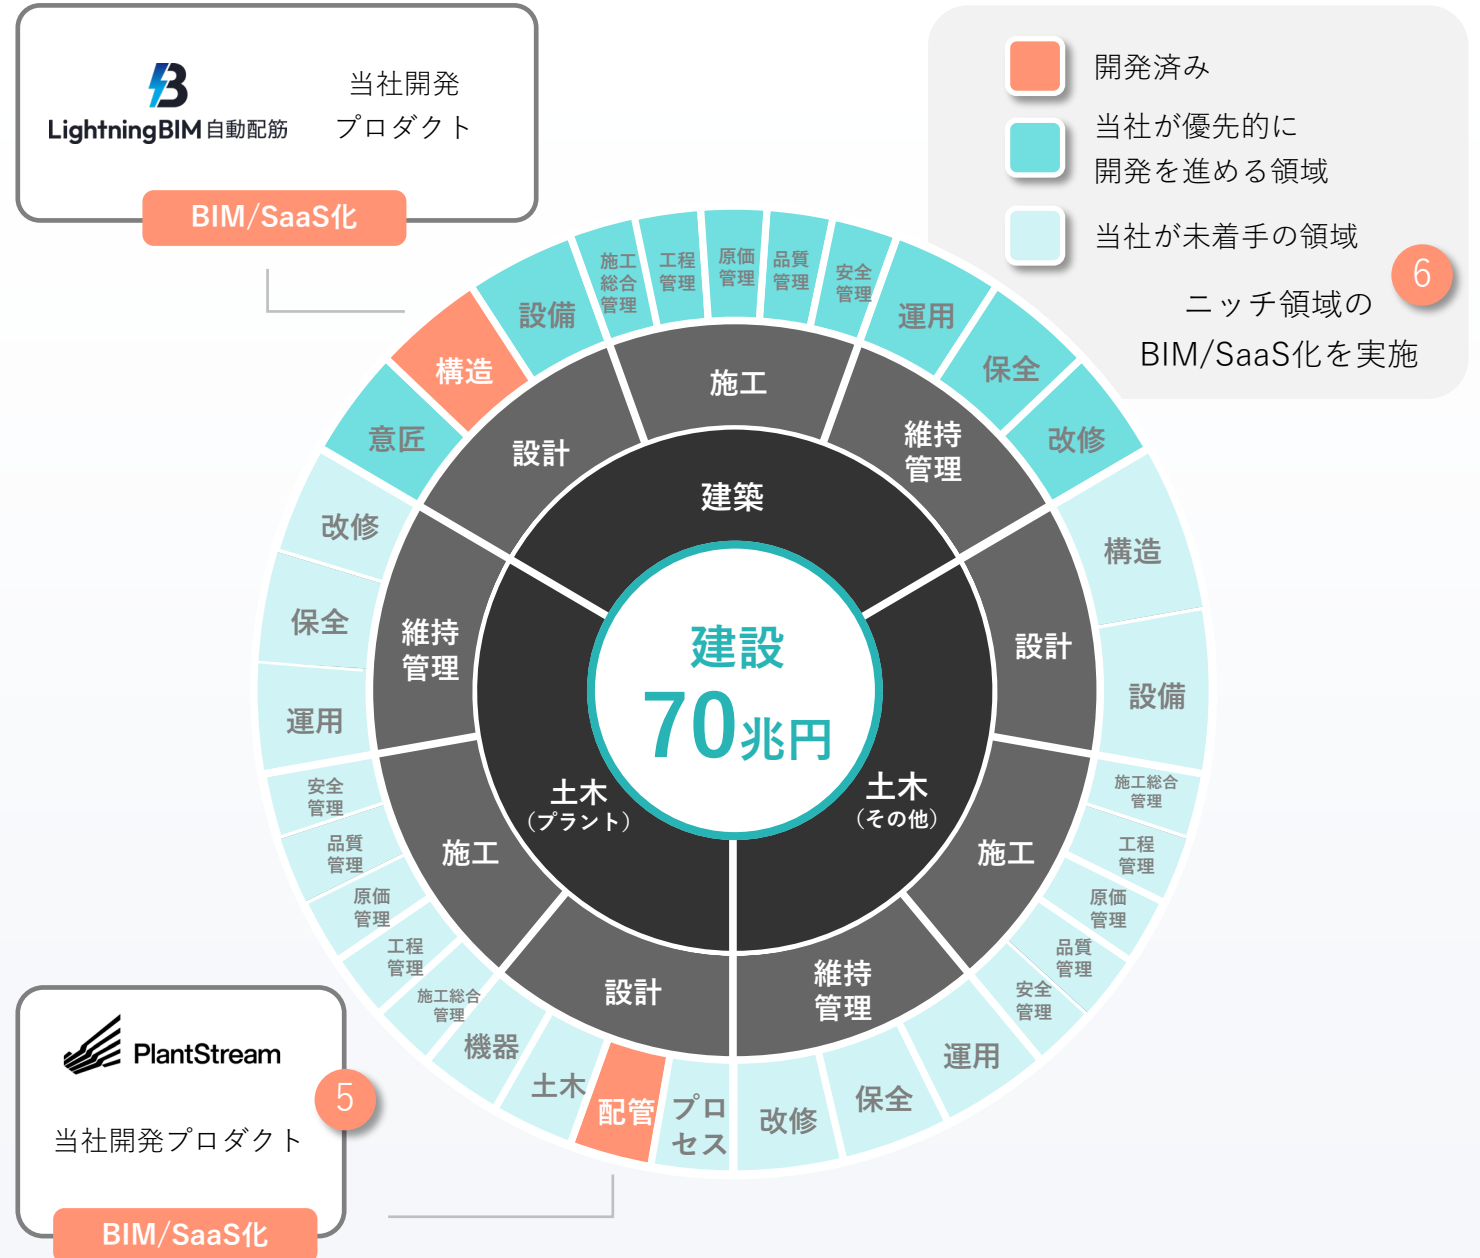 LightningBIM 自動配筋
当社開発
プロダクト
BIM/SaaS化
開発済み
当社が優先的に
開発を進める領域
当社が未着手の領域
6
ニッチ領域の
BIM/SaaS化を実施
建設
70兆円
建築
土木
（その他）
土木
（プラント）
設計
施工
維持
管理
設計
施工
維持
管理
設計
施工
維持
管理
意匠
構造
設備
施工
総合
管理
工程
管理
原価
管理
品質
管理
安全
管理
運用
保全
改修
構造
設備
施工総合
管理
工程
管理
原価
管理
品質
管理
安全
管理
運用
保全
改修
プロ
セス
配管
土木
機器
施工総合
管理
工程
管理
原価
管理
品質
管理
安全
管理
運用
保全
改修
PlantStream
5
当社開発プロダクト
BIM/SaaS化